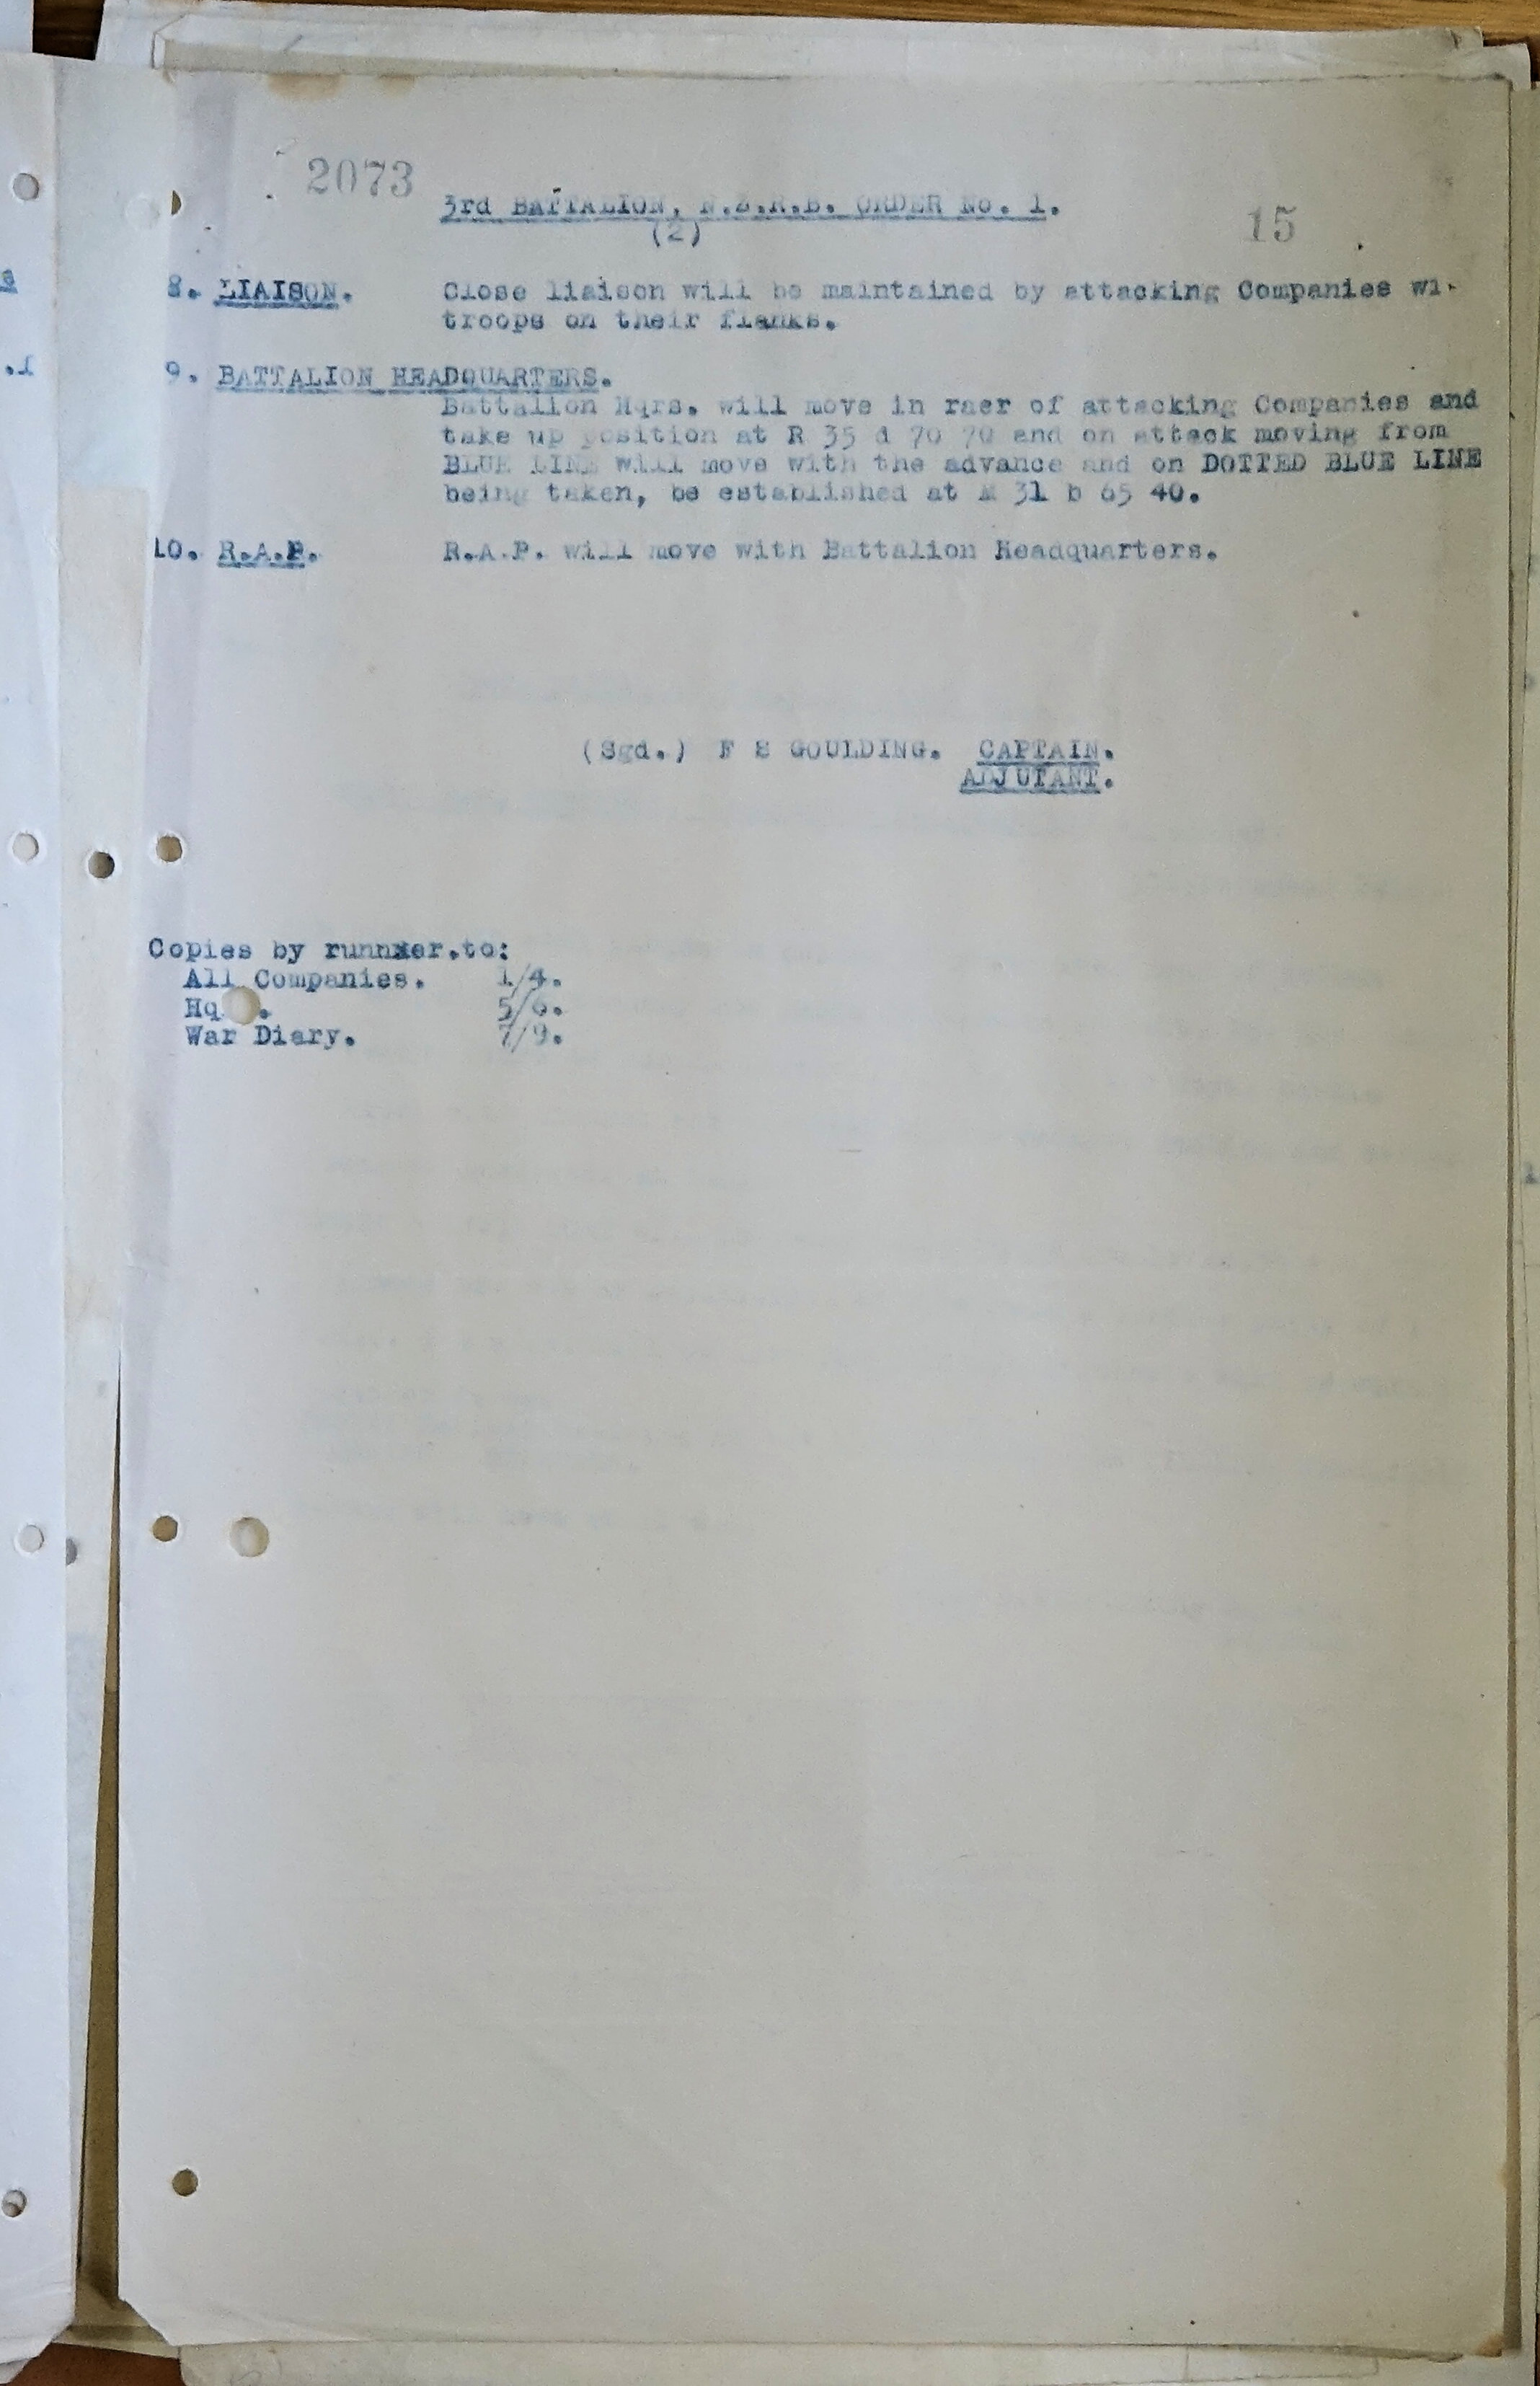 2073
3rd BATTALION, N.Z.R.B. ORDER No. 1.
(2)
15
8. LIAISON. Close liaison will be maintained by attacking Companies wi
troops on their flanks.
9. BATTALION HEADQUARTERS.
Battalion Hqrs. will move in raer of attacking Companies and
take up position at R 35 d 70 70 and on attack moving from
BLUE LINE will move with the advance and on DOTTED BLUE LINE
being taken, be established at M 31 b 65 40.
10. R.A.P. R.A.P. will move with Battalion Headquarters.
(Sgd.) F E GOULDING. CAPTAIN.
ADJUTANT.
Copies by runnxer.to:
All Companies. 1/4.
Hq . 5/6.
War Diary. 7/9.